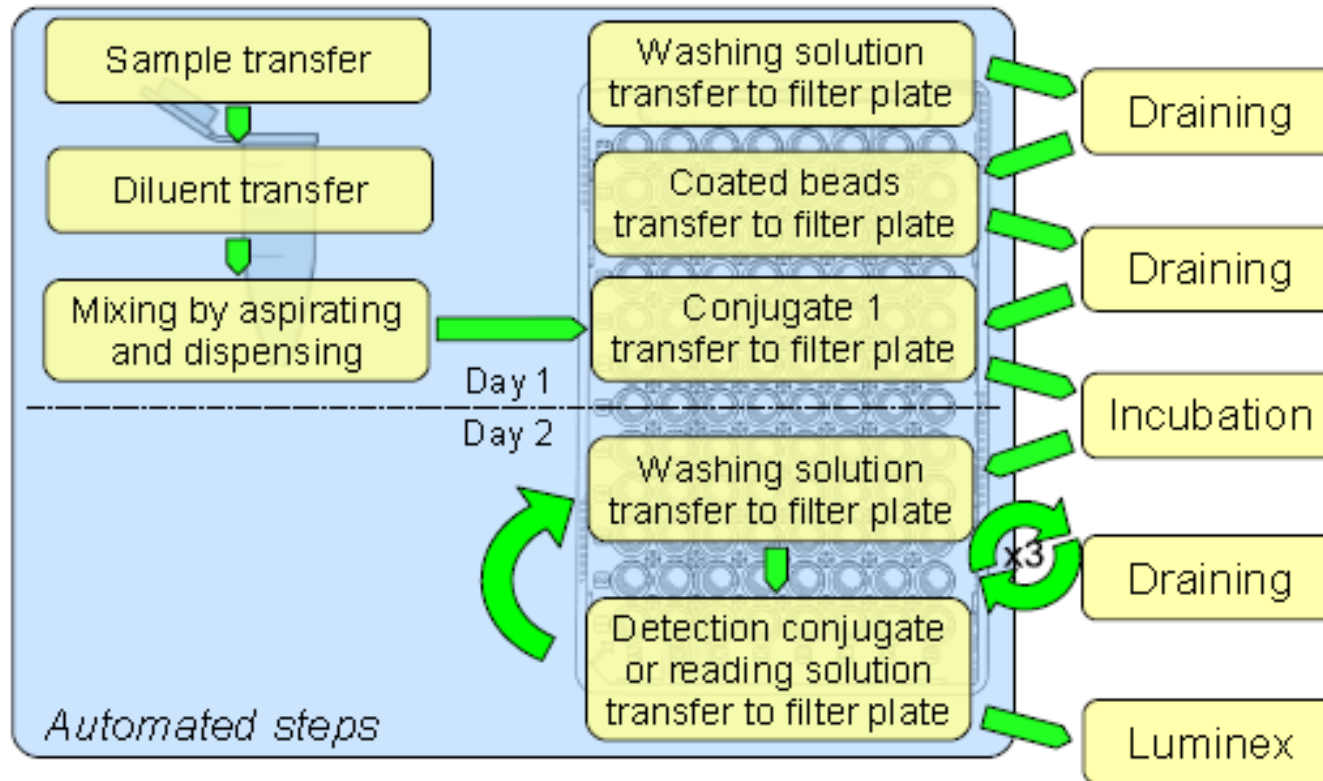 Sample transfer
Diluent transfer
Mixing by aspirating
and dispensing
Washing solution
transfer to filter plate
Draining
Coated beads
transfer to filter plate
Draining
Conjugate 1
transfer to filter plate
Day 1
Day 2
Incubation
Washing solution
transfer to filter plate
x3
Draining
Detection conjugate
or reading solution
transfer to filter plate
Luminex
Automated steps